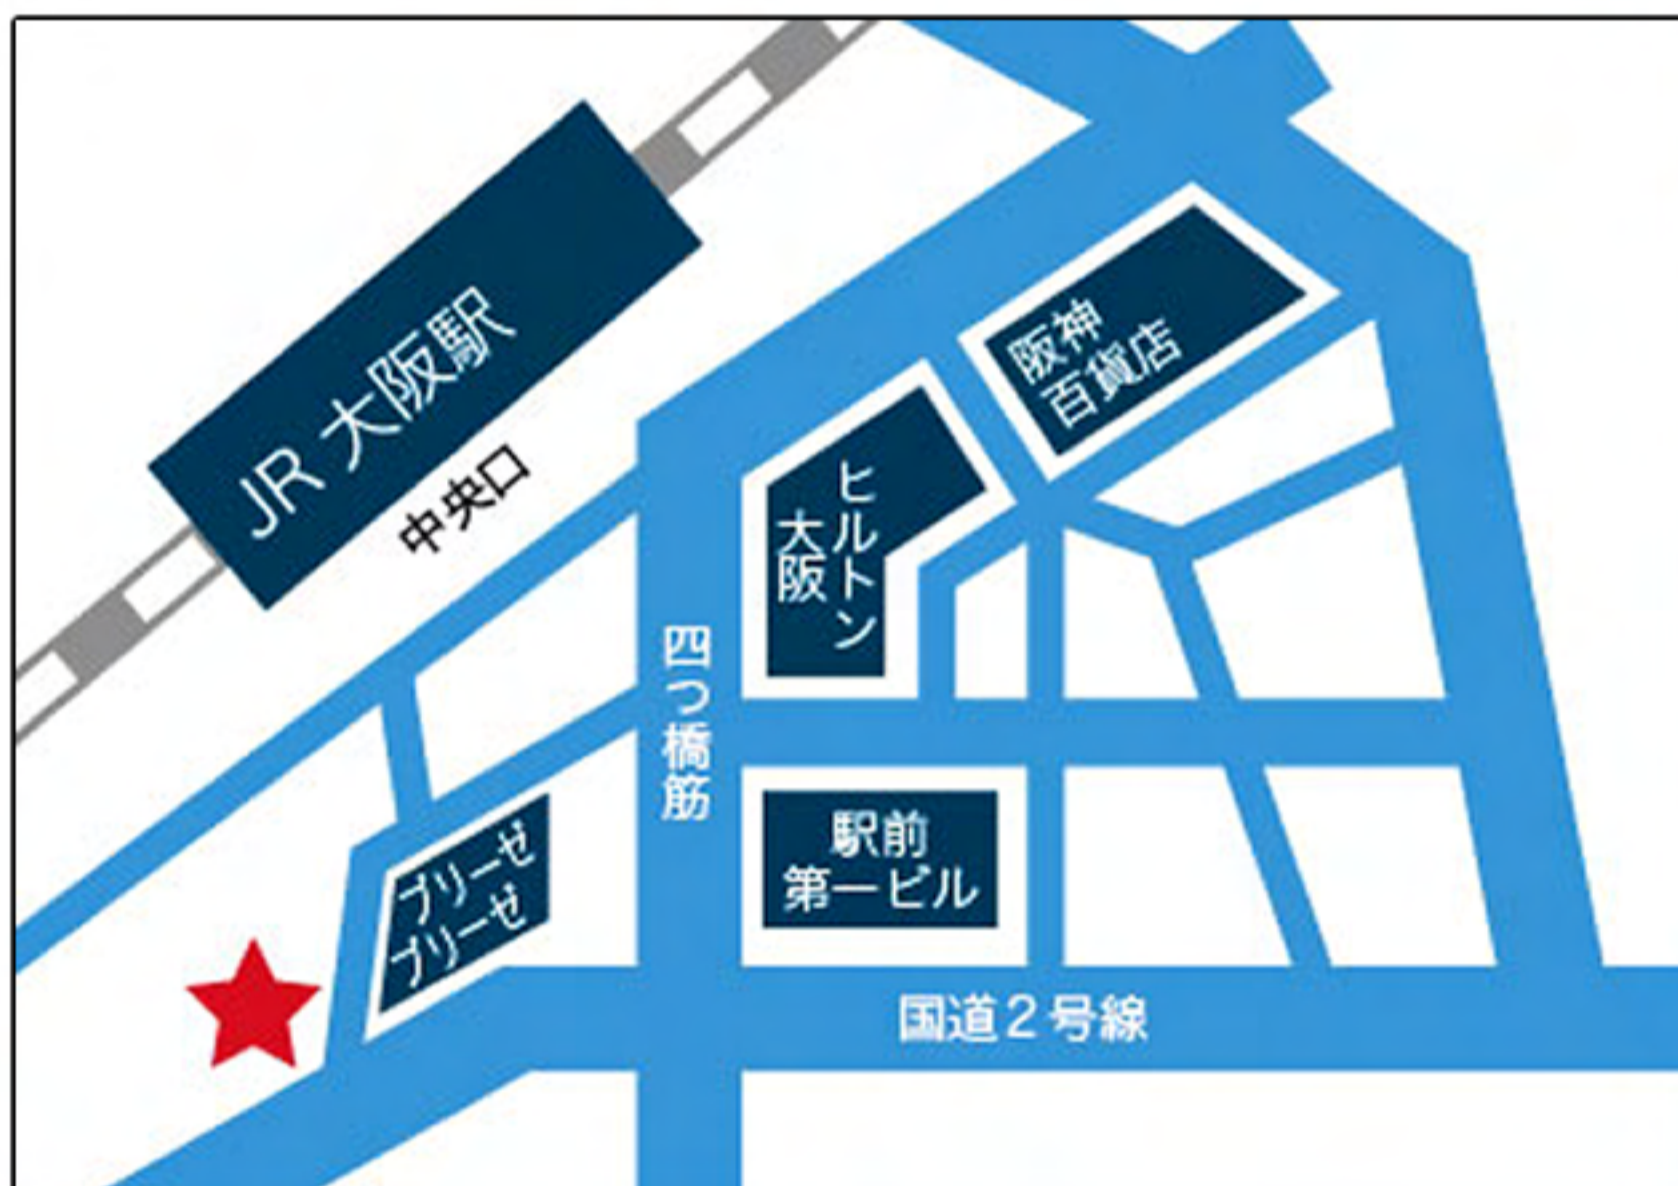 JR 大阪駅
中央口
阪神
百貨店
ヒルトン
大阪
四つ橋筋
駅前
第一ビル
ブリーゼ
ブリーゼ
国道2号線